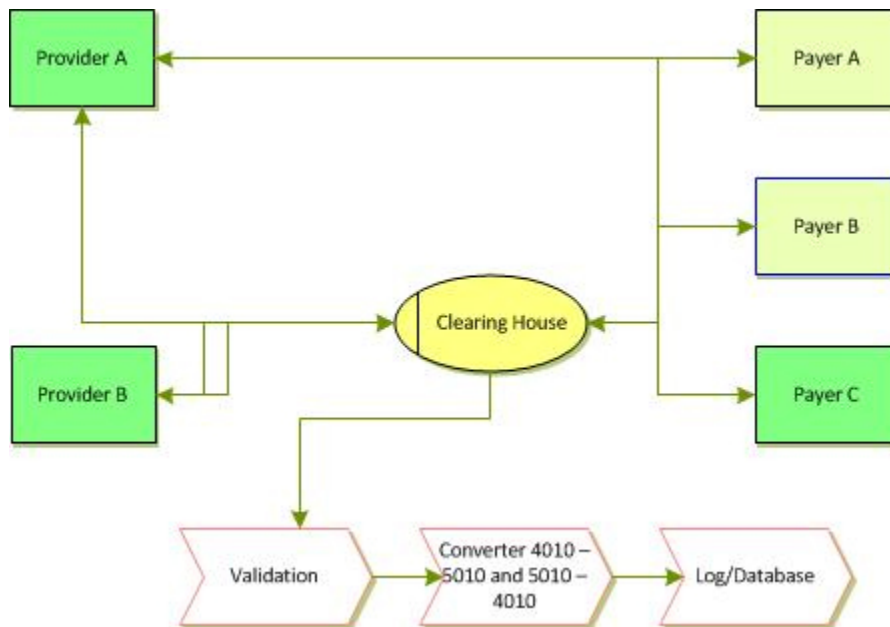 Provider A
Payer A
Payer B
Clearing House
Provider B
Payer C
Validation
Converter 4010 –
5010 and 5010 –
4010
Log/Database